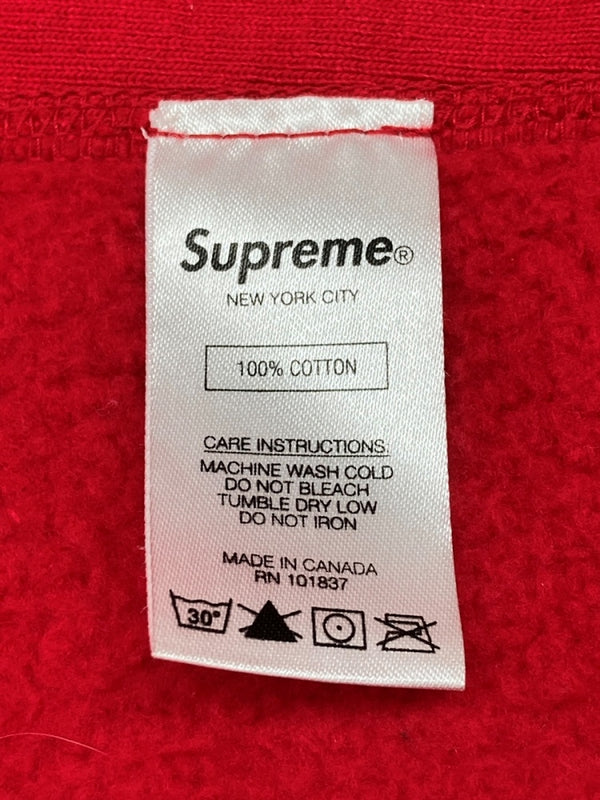 Supreme®
NEW YORK CITY
100% COTTON
CARE INSTRUCTIONS
MACHINE WASH COLD
DO NOT BLEACH
TUMBLE DRY LOW
DO NOT IRON
MADE IN CANADA
RN 101837
30°